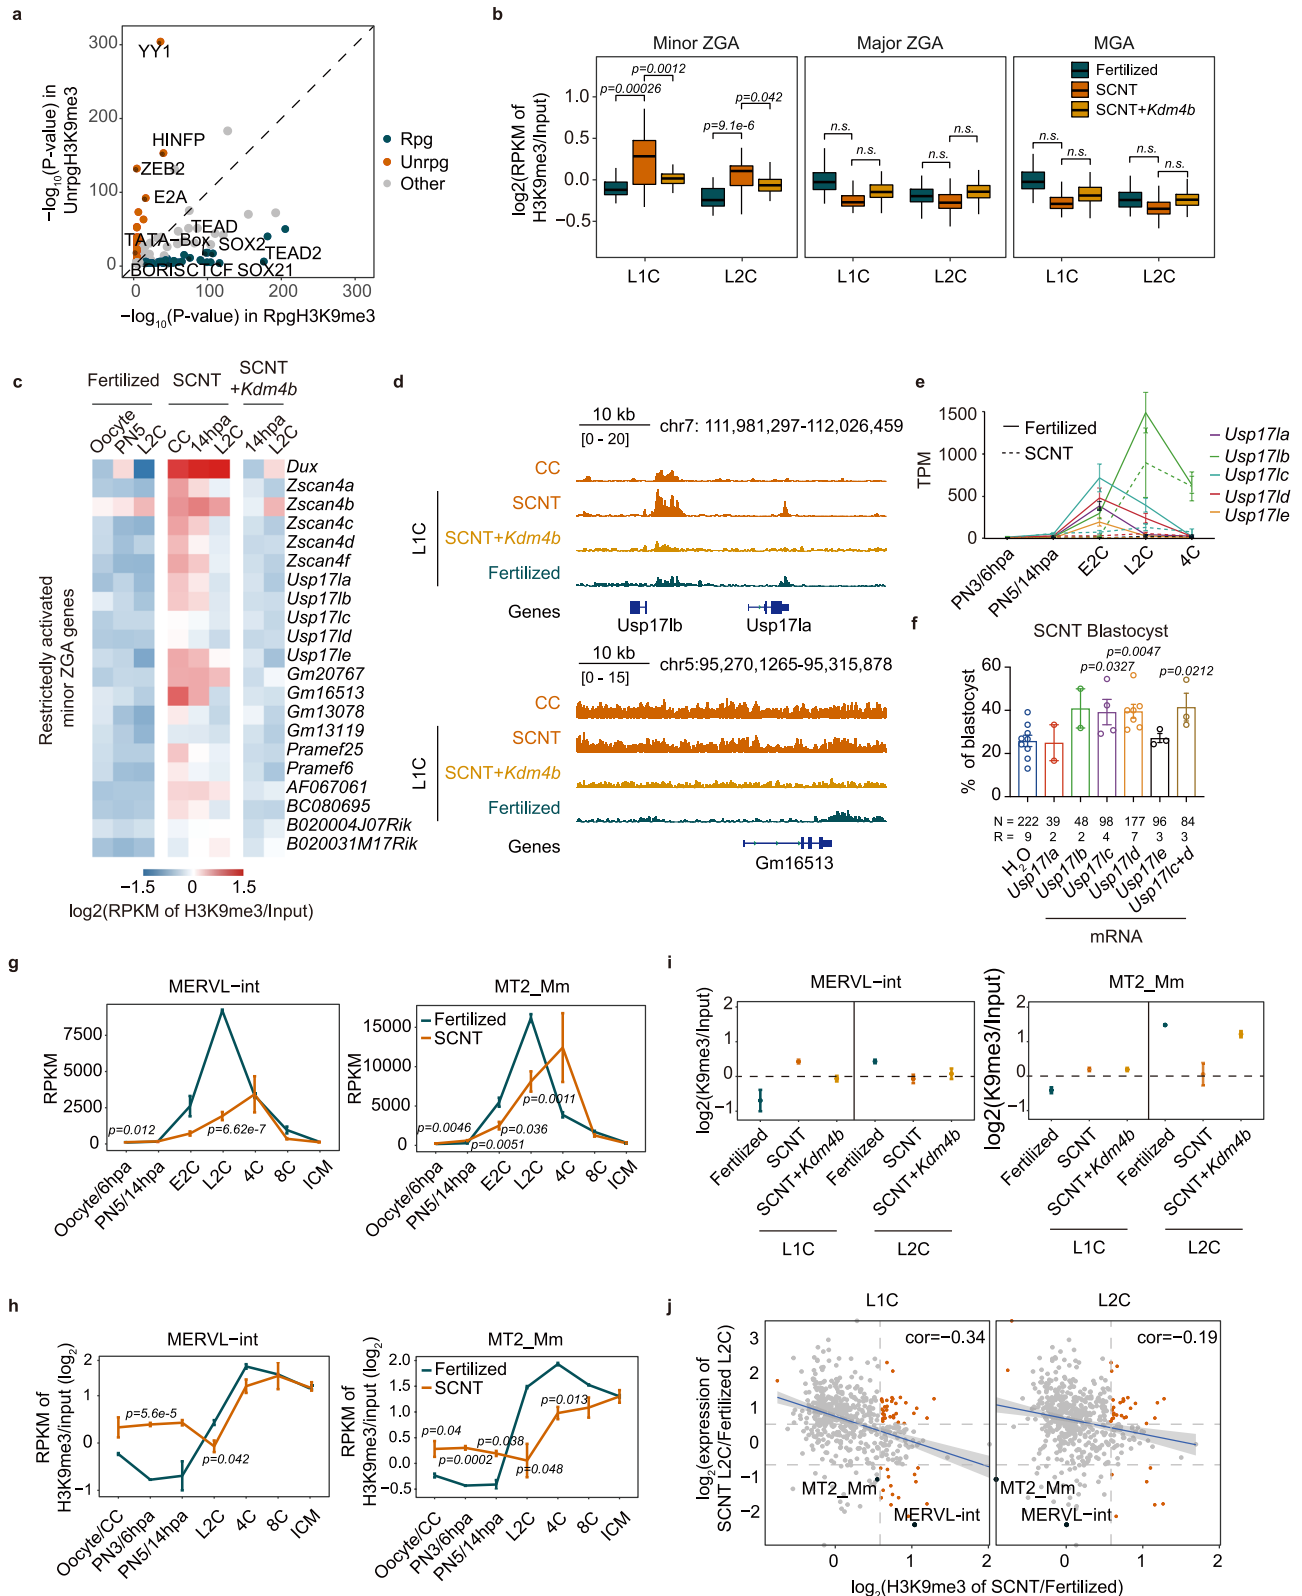 a
300
200
100
0
−log10(P-value) in
UnrpgH3K9me3
YY1
HINFP
ZEB2
E2A
TEAD
TATA−Box
SOX2
TEAD2
BORIS
CTCF
SOX21
0
100
200
300
−log10(P-value) in RpgH3K9me3
Rpg
Unrpg
Other
b
Minor ZGA
Major ZGA
MGA
log2(RPKM of
H3K9me3/Input)
1.0
0.5
0.0
−0.5
p=0.0012
p=0.00026
p=0.042
p=9.1e-6
n.s.
n.s.
n.s.
n.s.
n.s.
n.s.
n.s.
n.s.
Fertilized
SCNT
SCNT+Kdm4b
L1C
L2C
L1C
L2C
L1C
L2C
c
Fertilized
SCNT
SCNT
+Kdm4b
Oocyte
PN5
L2C
CC
14hpa
L2C
14hpa
L2C
Restrictedly activated
minor ZGA genes
Dux
Zscan4a
Zscan4b
Zscan4c
Zscan4d
Zscan4f
Usp17la
Usp17lb
Usp17lc
Usp17ld
Usp17le
Gm20767
Gm16513
Gm13078
Gm13119
Pramef25
Pramef6
AF067061
BC080695
B020004J07Rik
B020031M17Rik
−1.5
0
1.5
log2(RPKM of H3K9me3/Input)
d
10 kb
[0 - 20]
chr7: 111,981,297-112,026,459
CC
L1C
SCNT
SCNT+Kdm4b
Fertilized
Genes
Usp17lb
Usp17la
10 kb
[0 - 15]
chr5:95,270,1265-95,315,878
CC
L1C
SCNT
SCNT+Kdm4b
Fertilized
Genes
Gm16513
e
TPM
1500
1000
500
0
Fertilized
SCNT
Usp17la
Usp17lb
Usp17lc
Usp17ld
Usp17le
PN3/6hpa
PN5/14hpa
E2C
L2C
4C
f
SCNT Blastocyst
% of blastocyst
60
40
20
0
p=0.0047
p=0.0327
p=0.0212
N = 222 39 48 98 177 96 84
R = 9 2 2 4 7 3 3
H2O
Usp17la
Usp17lb
Usp17lc
Usp17ld
Usp17le
Usp17lc+d
mRNA
g
MERVL−int
RPKM
7500
5000
2500
0
p=0.012
p=6.62e-7
Oocyte/6hpa
PN5/14hpa
E2C
L2C
4C
8C
ICM
MT2_Mm
RPKM
15000
10000
5000
0
Fertilized
SCNT
p=0.0046
p=0.0051
p=0.036
p=0.0011
Oocyte/6hpa
PN5/14hpa
E2C
L2C
4C
8C
ICM
i
MERVL−int
log2(K9me3/Input)
2
1
0
−1
Fertilized
SCNT
SCNT+Kdm4b
Fertilized
SCNT
SCNT+Kdm4b
L1C
L2C
MT2_Mm
log2(K9me3/Input)
2
1
0
−1
Fertilized
SCNT
SCNT+Kdm4b
Fertilized
SCNT
SCNT+Kdm4b
L1C
L2C
h
MERVL−int
RPKM of
H3K9me3/input (log2)
2
1
0
−1
p=5.6e-5
p=0.042
Oocyte/CC
PN3/6hpa
PN5/14hpa
L2C
4C
8C
ICM
MT2_Mm
RPKM of
H3K9me3/input (log2)
2.0
1.5
1.0
0.5
0.0
−0.5
Fertilized
SCNT
p=0.04
p=0.0002
p=0.038
p=0.048
p=0.013
Oocyte/CC
PN3/6hpa
PN5/14hpa
L2C
4C
8C
ICM
j
L1C
L2C
log2(expression of
SCNT L2C/Fertilized L2C)
3
2
1
0
−1
−2
cor=−0.34
MT2_Mm
MERVL-int
cor=−0.19
MT2_Mm
MERVL−int
0
1
2
0
1
2
log2(H3K9me3 of SCNT/Fertilized)